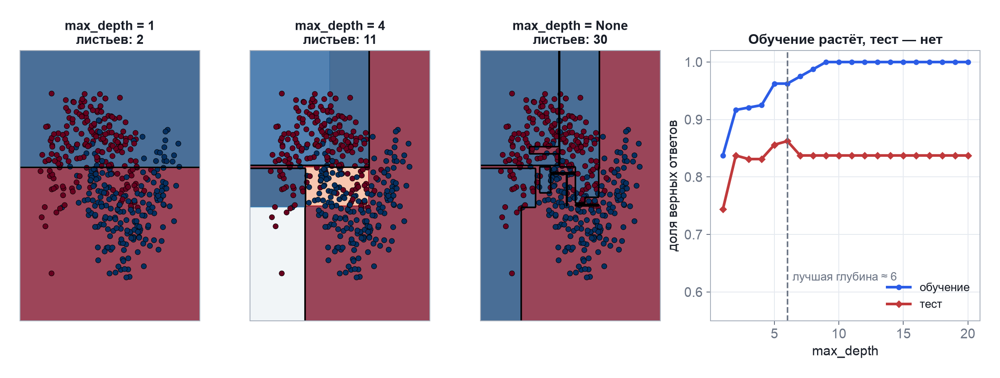 max_depth = 1
листьев: 2
max_depth = 4
листьев: 11
max_depth = None
листьев: 30
Обучение растёт, тест — нет
доля верных ответов
1.0
0.9
0.8
0.7
0.6
лучшая глубина ≈ 6
обучение
тест
5 10 15 20
max_depth